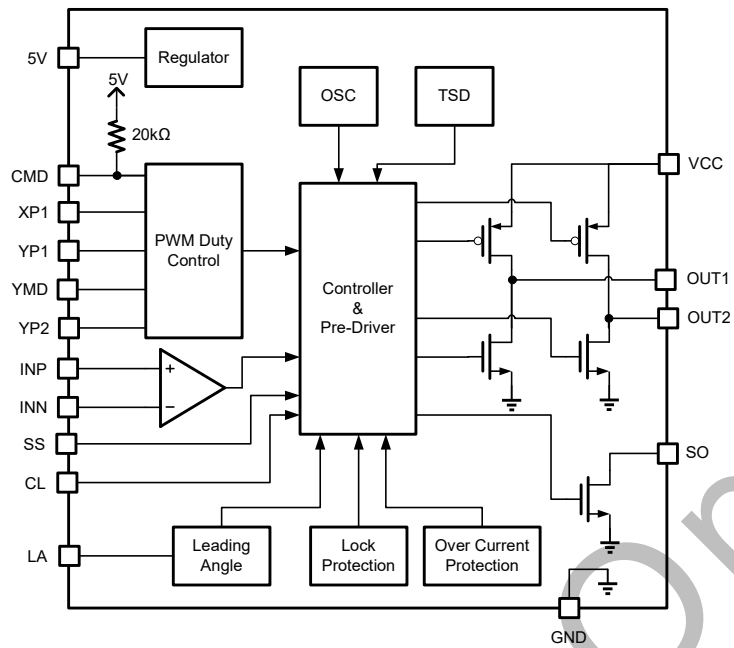 5V
Regulator
5V
20kΩ
OSC
TSD
CMD
XP1
YP1
YMD
YP2
PWM Duty
Control
VCC
Controller
&
Pre-Driver
OUT1
OUT2
INP
+
INN
−
SS
CL
SO
LA
Leading
Angle
Lock
Protection
Over Current
Protection
GND